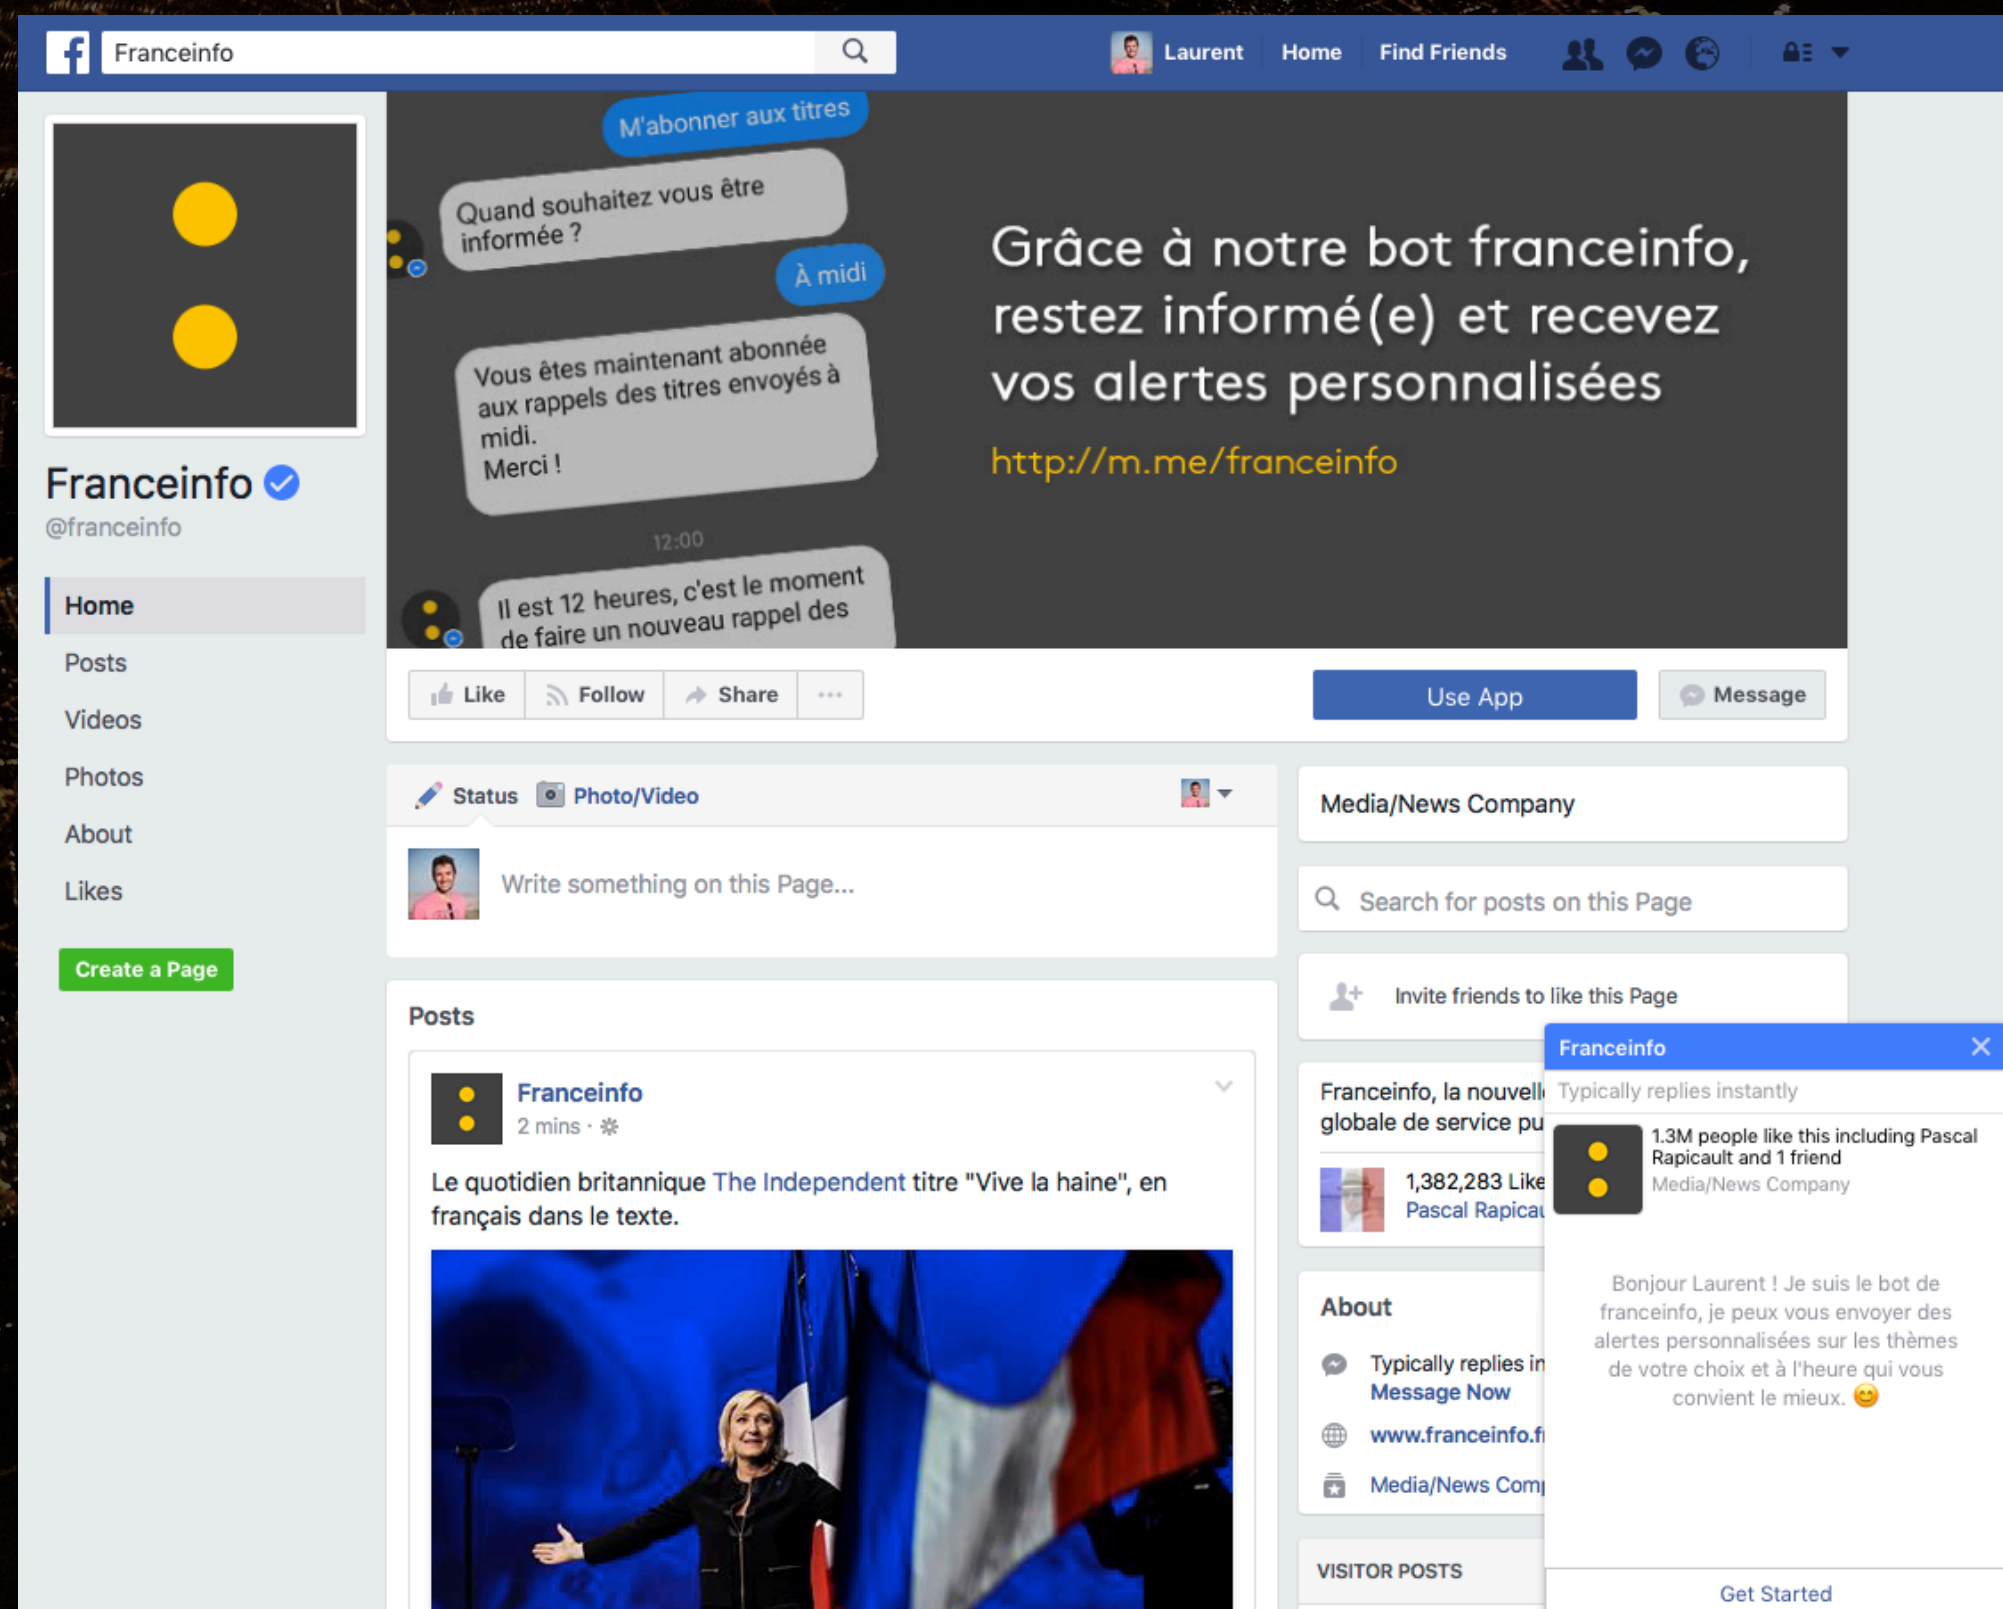 Franceinfo
Laurent
Home
Find Friends
Franceinfo
@franceinfo
Home
Posts
Videos
Photos
About
Likes
Create a Page
M'abonner aux titres
Quand souhaitez vous être
informée ?
À midi
Vous êtes maintenant abonnée
aux rappels des titres envoyés à
midi.
Merci !
12:00
Il est 12 heures, c'est le moment
de faire un nouveau rappel des
Grâce à notre bot franceinfo,
restez informé(e) et recevez
vos alertes personnalisées
http://m.me/franceinfo
Like
Follow
Share
Use App
Message
Status
Photo/Video
Write something on this Page...
Posts
Franceinfo
2 mins ·
Le quotidien britannique The Independent titre "Vive la haine", en
français dans le texte.
Media/News Company
Search for posts on this Page
Invite friends to like this Page
Franceinfo, la nouvell
globale de service pu
1,382,283 Like
Pascal Rapicau
About
Typically replies in
Message Now
www.franceinfo.f
Media/News Com
VISITOR POSTS
Franceinfo
Typically replies instantly
1.3M people like this including Pascal
Rapicault and 1 friend
Media/News Company
Bonjour Laurent ! Je suis le bot de
franceinfo, je peux vous envoyer des
alertes personnalisées sur les thèmes
de votre choix et à l'heure qui vous
convient le mieux. 😊
Get Started